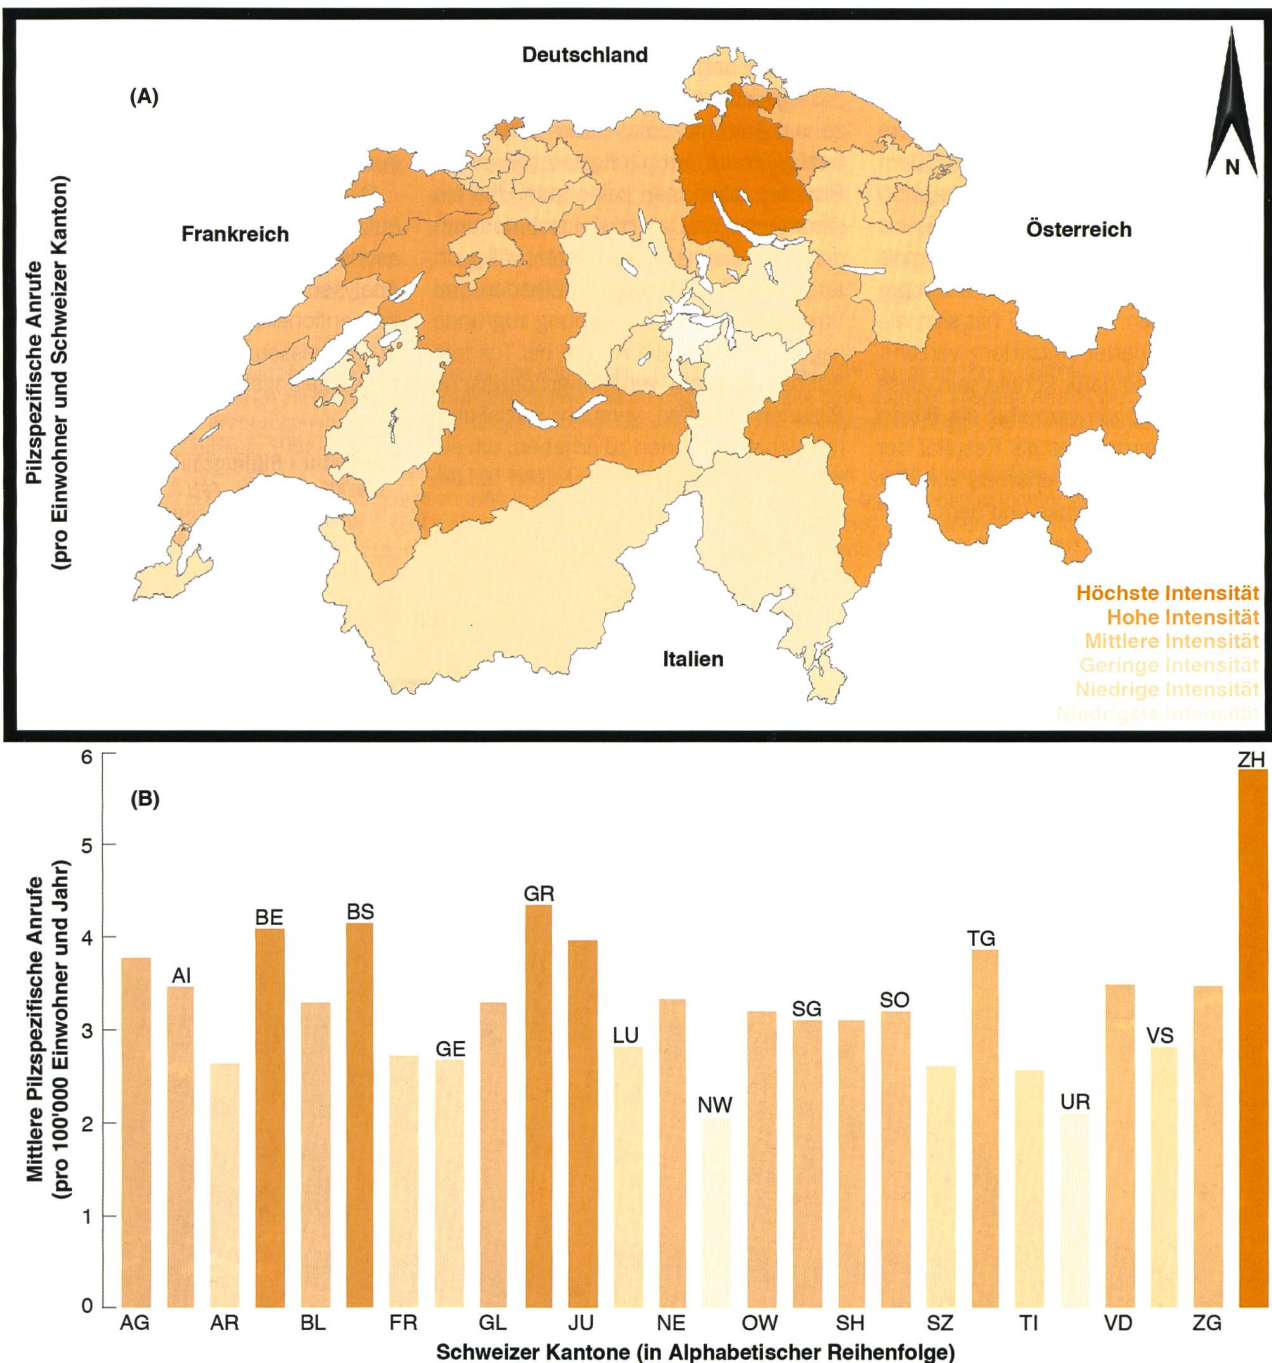 Deutschland
(A)
N
Frankreich
Österreich
Pilzspezifische Anrufe
(pro Einwohner und Schweizer Kanton)
Italien
Höchste Intensität
Hohe Intensität
Mittlere Intensität
Geringe Intensität
Niedrige Intensität
Niedrigste Intensität
(B)
Mittlere Pilzspezifische Anrufe
(pro 100'000 Einwohner und Jahr)
6
5
4
3
2
1
0
AI
BE
BS
GE
GR
LU
NW
SG
SO
TG
UR
VS
ZH
AG AR BL FR GL JU NE OW SH SZ TI VD ZG
Schweizer Kantone (in Alphabetischer Reihenfolge)